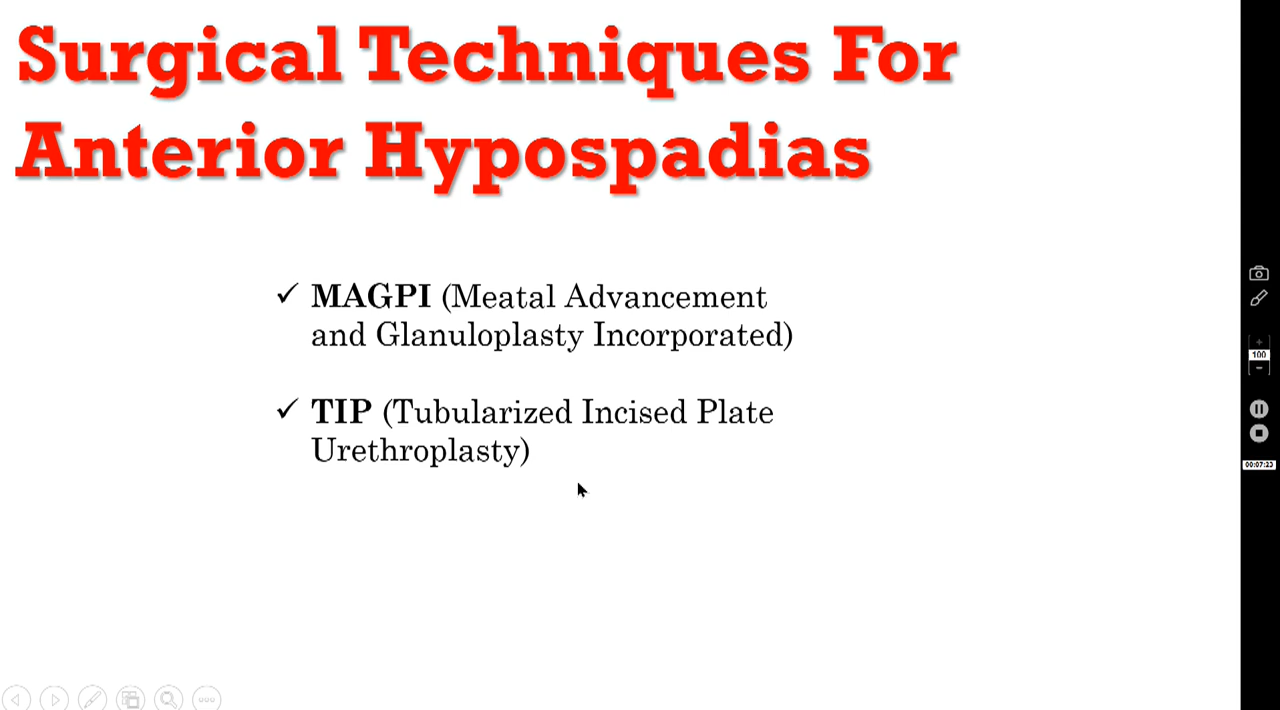 Surgical Techniques For
Anterior Hypospadias
✓ MAGPI (Meatal Advancement
and Glanuloplasty Incorporated)
✓ TIP (Tubularized Incised Plate
Urethroplasty)
100
00:07:23